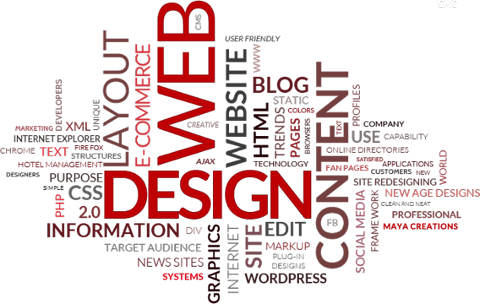 CMS
WEB
CMS
USER FRIENDLY
WWW
LAYOUT
E-COMMERCE
WEBSITE
BLOG
CONTENT
DEVELOPERS
UNIQUE
STATIC
COLORS
TRENDS
PAGES
BROWSERS
HTML
TEXT
PROFILES
MARKETING
XML
CREATIVE
COMPANY
INTERNET EXPLORER
USE
CAPABILITY
CHROME
TEXT
FIRE FOX
STRUCTURES
AJAX
ONLINE DIRECTORIES
SATISFIED
HOTEL MANAGEMENT
TECHNOLOGY
FAN PAGES
APPLICATIONS
WORLD
DESIGNERS
PURPOSE
CUSTOMERS
NEW
SIMPLE
CSS
DESIGN
SITE REDESIGNING
PHP
2.0
SOCIAL MEDIA
FRAME WORK
NEW AGE DESIGNS
CLEAN AND NEAT
PROFESSIONAL
INFORMATION
DIV
GRAPHICS
INTERNET
SITE
EDIT
FB
MAYA CREATIONS
TARGET AUDIENCE
MARKUP
NEWS SITES
PLUG-IN
DESIGNS
SYSTEMS
WORDPRESS